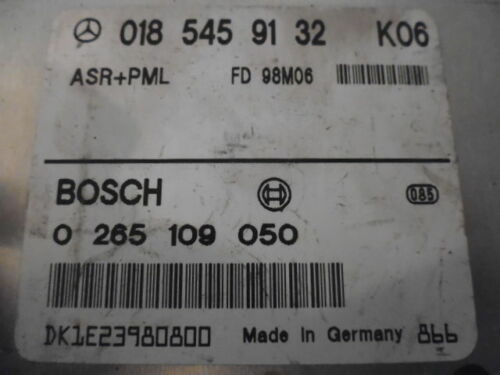 018 545 91 32 K06
ASR+PML FD 98M06
BOSCH 085
0 265 109 050
DK1E23980800 Made in Germany 866